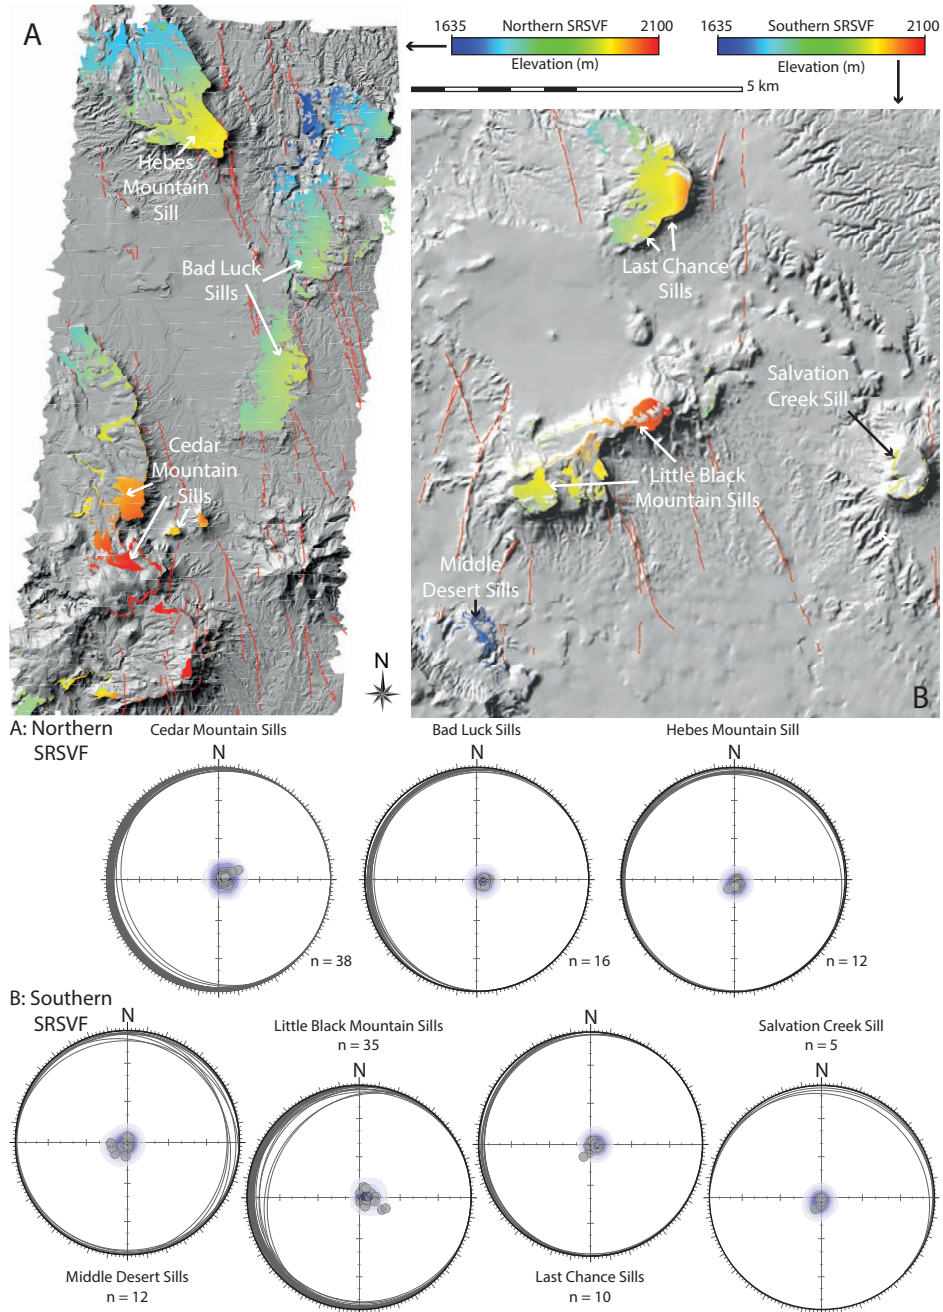 A
1635
Northern SRSVF
2100
Elevation (m)
1635
Southern SRSVF
2100
Elevation (m)
5 km
Hebes
Mountain
Sill
Bad Luck
Sills
Cedar
Mountain
Sills
N
Last Chance
Sills
Salvation
Creek Sill
Little Black
Mountain Sills
Middle
Desert Sills
B
A: Northern
SRSVF
Cedar Mountain Sills
N
n = 38
Bad Luck Sills
N
n = 16
Hebes Mountain Sill
N
n = 12
B: Southern
SRSVF
N
Middle Desert Sills
n = 12
Little Black Mountain Sills
n = 35
N
N
Last Chance Sills
n = 10
Salvation Creek Sill
n = 5
N